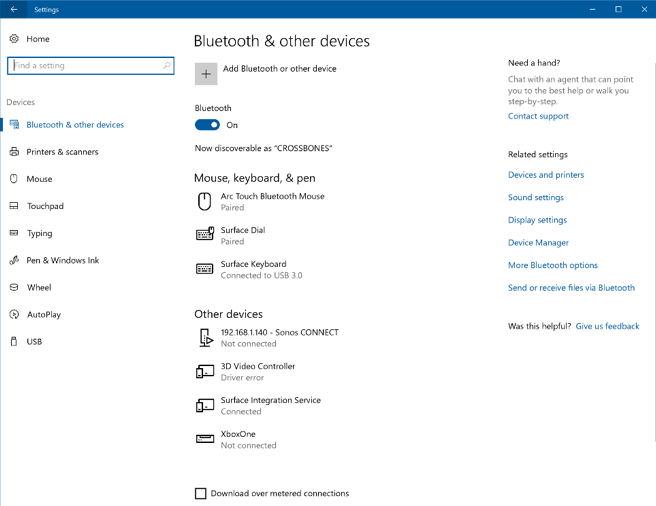 Settings
Home
Find a setting
Devices
Bluetooth & other devices
Printers & scanners
Mouse
Touchpad
Typing
Pen & Windows Ink
Wheel
AutoPlay
USB
Bluetooth & other devices
Add Bluetooth or other device
Bluetooth
On
Now discoverable as “CROSSBONES”
Mouse, keyboard, & pen
Arc Touch Bluetooth Mouse
Paired
Surface Dial
Paired
Surface Keyboard
Connected to USB 3.0
Other devices
192.168.1.140 - Sonos CONNECT
Not connected
3D Video Controller
Driver error
Surface Integration Service
Connected
XboxOne
Not connected
Download over metered connections
Need a hand?
Chat with an agent that can point
you to the best help or walk you
step-by-step.
Contact support
Related settings
Devices and printers
Sound settings
Display settings
Device Manager
More Bluetooth options
Send or receive files via Bluetooth
Was this helpful? Give us feedback